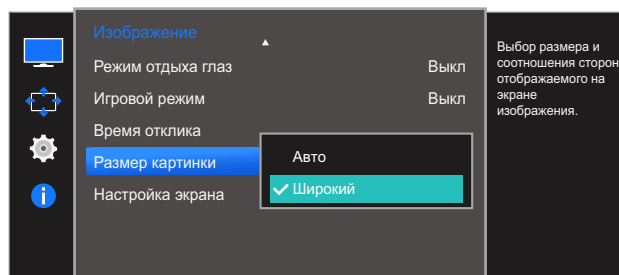 Изображение
Режим отдыха глаз Выкл
Игровой режим Выкл
Время отклика
Размер картинки
Авто
Широкий
Настройка экрана
Выбор размера и
соотношения сторон
отображаемого на
экране
изображения.